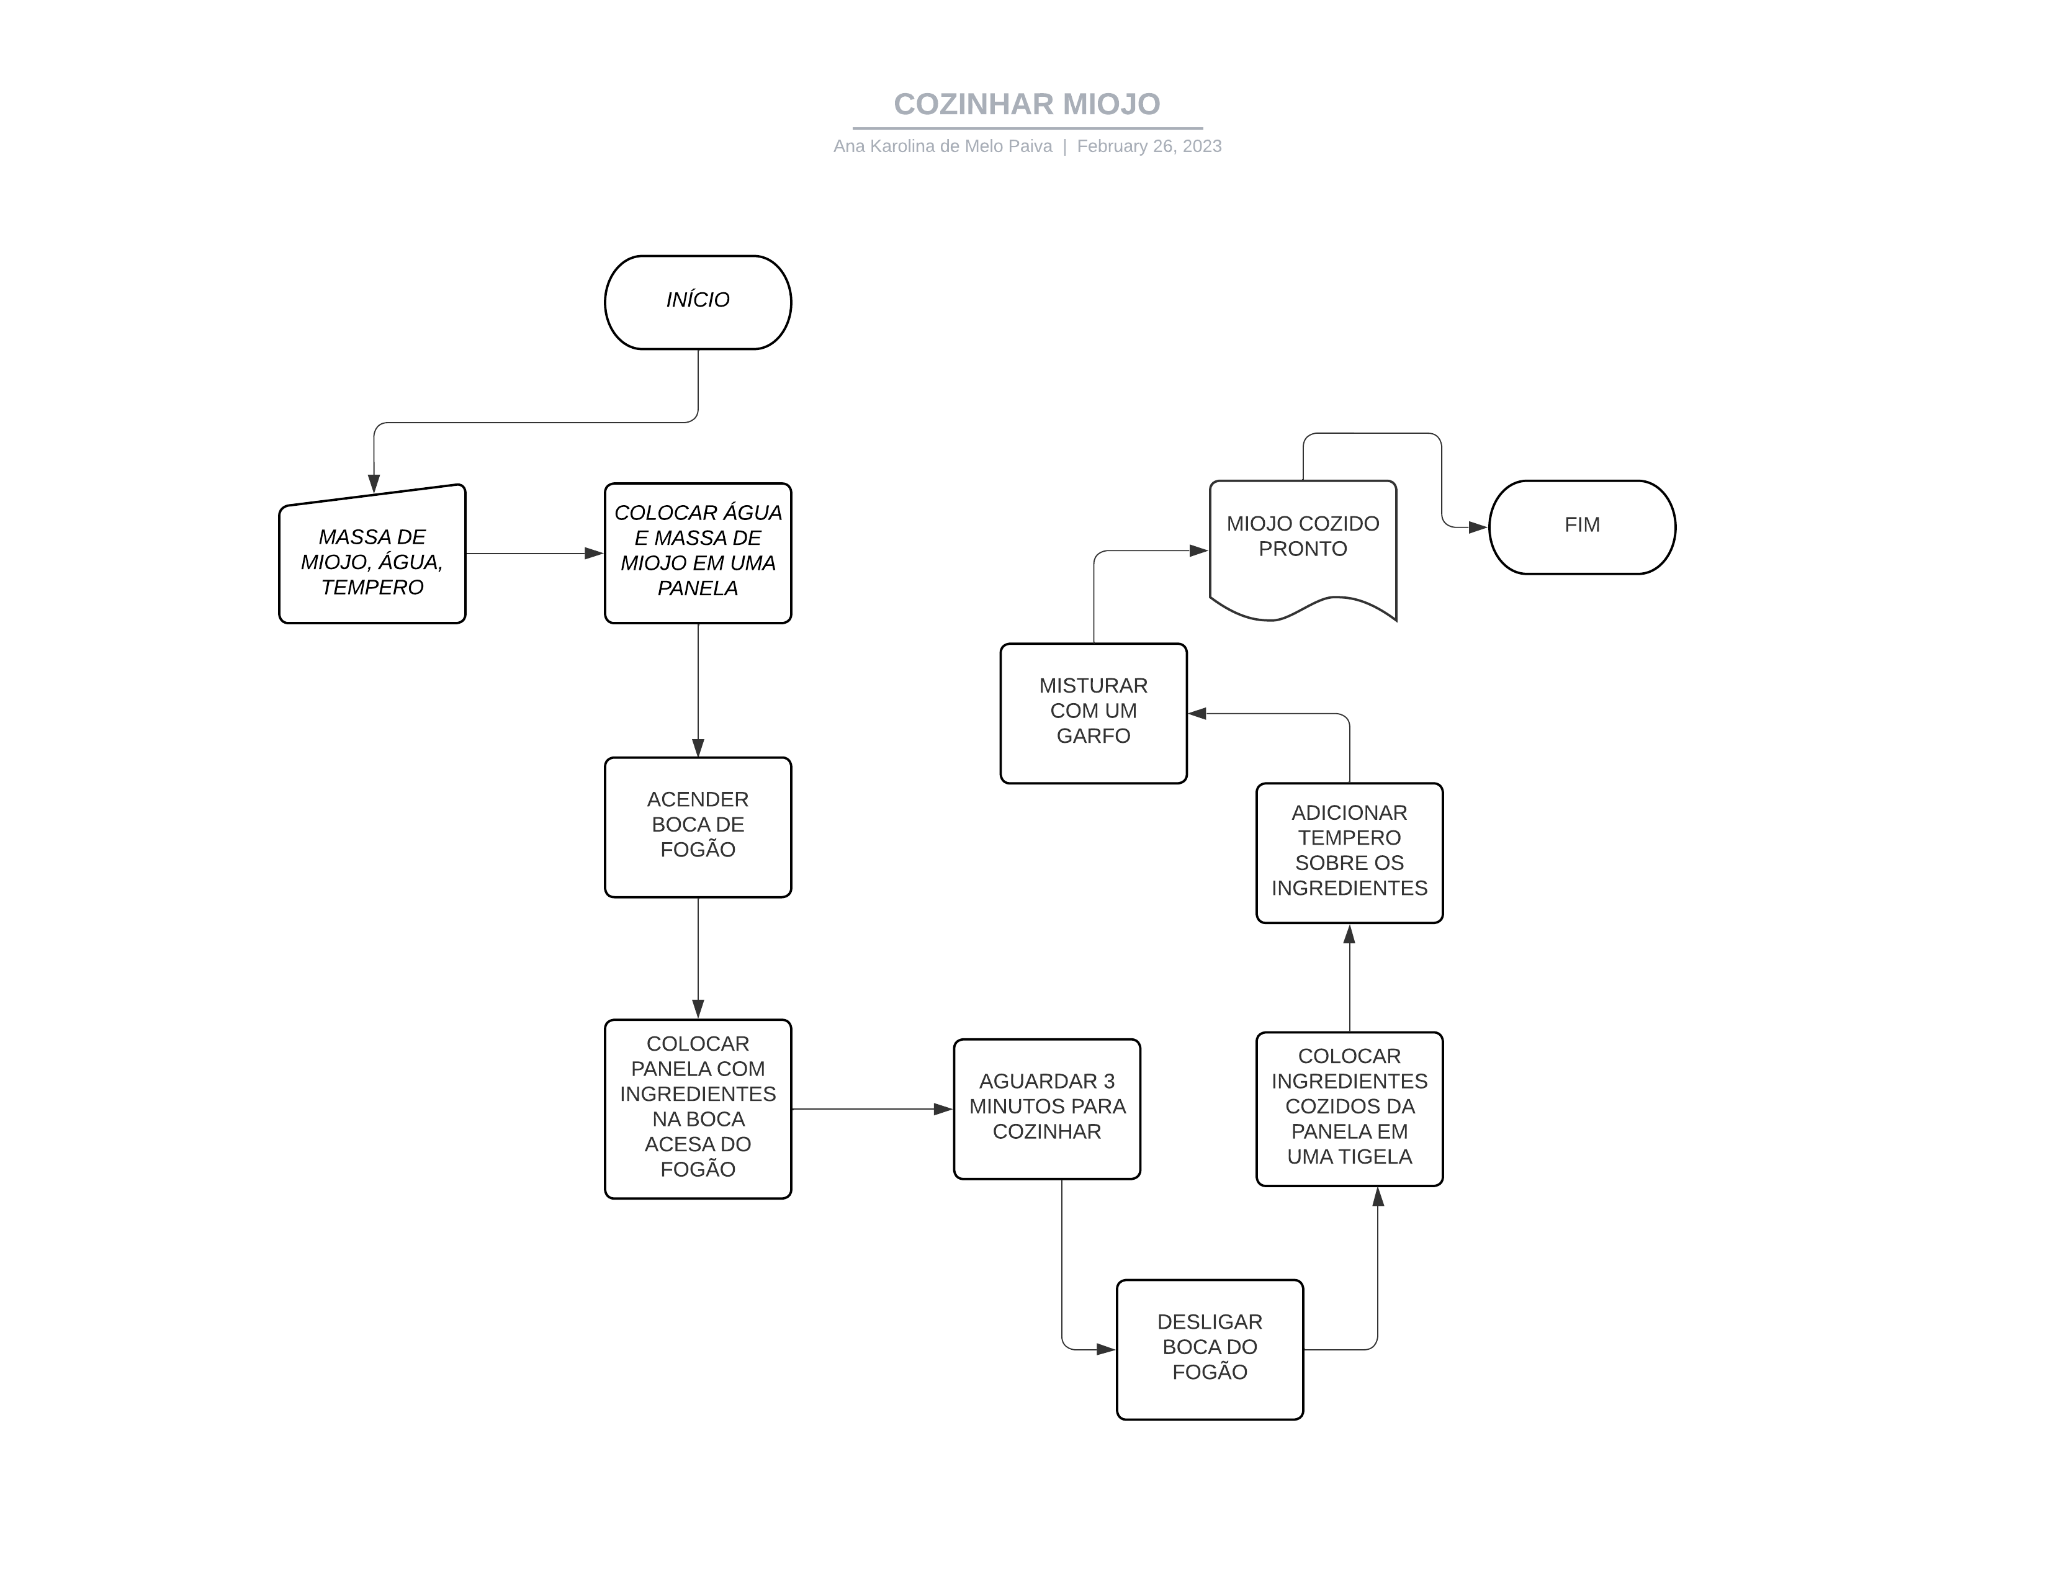 COZINHAR MIOJO
Ana Karolina de Melo Paiva | February 26, 2023
INÍCIO
MASSA DE
MIOJO, ÁGUA,
TEMPERO
COLOCAR ÁGUA
E MASSA DE
MIOJO EM UMA
PANELA
ACENDER
BOCA DE
FOGÃO
COLOCAR
PANELA COM
INGREDIENTES
NA BOCA
ACESA DO
FOGÃO
AGUARDAR 3
MINUTOS PARA
COZINHAR
DESLIGAR
BOCA DO
FOGÃO
COLOCAR
INGREDIENTES
COZIDOS DA
PANELA EM
UMA TIGELA
ADICIONAR
TEMPERO
SOBRE OS
INGREDIENTES
MISTURAR
COM UM
GARFO
MIOJO COZIDO
PRONTO
FIM